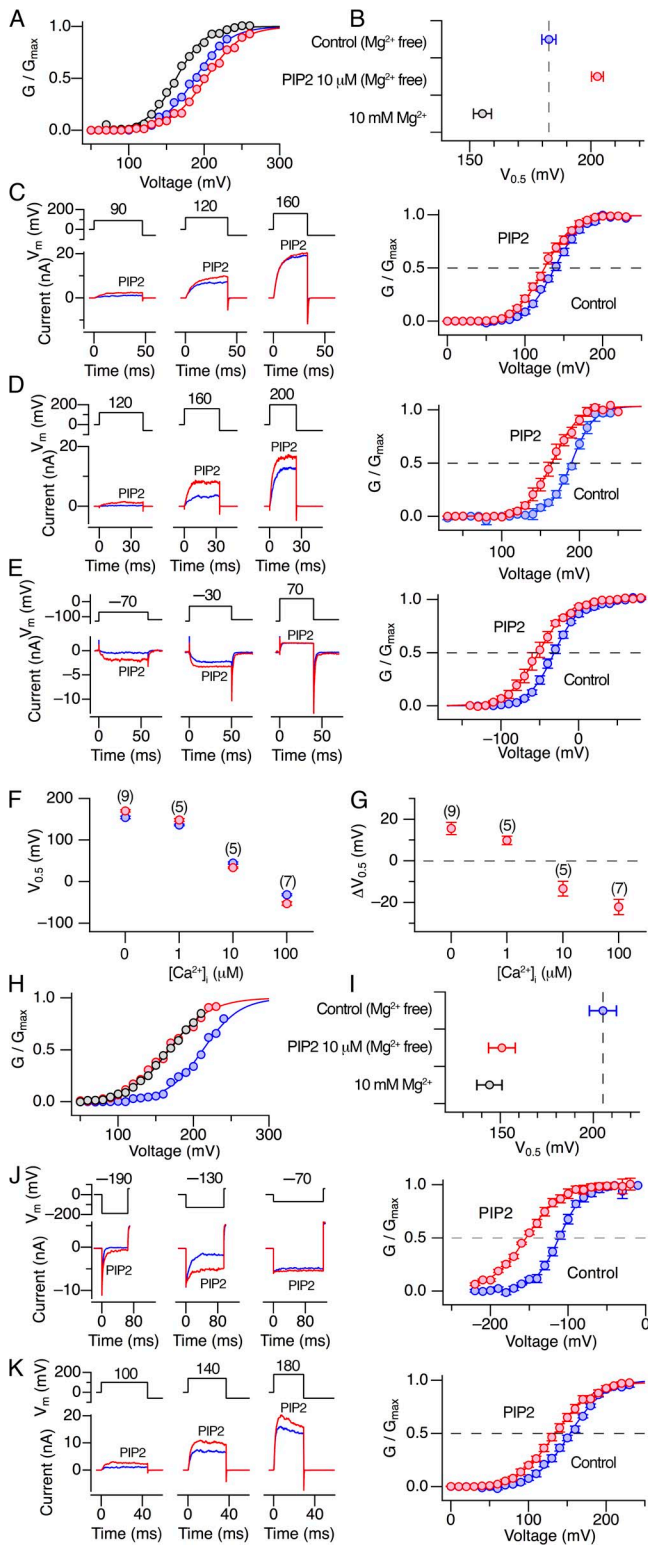 A
G / Gmax
1.0
0.5
0.0
100
200
300
Voltage (mV)
B
Control (Mg²⁺ free)
PIP2 10 μM (Mg²⁺ free)
10 mM Mg²⁺
150
200
V0.5 (mV)
C
Vm (mV)
200
0
90
120
160
Current (nA)
20
0
PIP2
PIP2
PIP2
0
50
0
50
0
50
Time (ms)
Time (ms)
Time (ms)
G / Gmax
1.0
0.5
0.0
PIP2
Control
0
100
200
Voltage (mV)
D
Vm (mV)
200
0
120
160
200
Current (nA)
20
0
PIP2
PIP2
PIP2
0
30
0
30
0
30
Time (ms)
Time (ms)
Time (ms)
G / Gmax
1.0
0.5
0.0
PIP2
Control
100
200
Voltage (mV)
E
Vm (mV)
0
−100
−70
−30
70
Current (nA)
0
−5
−10
PIP2
PIP2
PIP2
0
50
0
50
0
50
Time (ms)
Time (ms)
Time (ms)
G / Gmax
1.0
0.5
0.0
PIP2
Control
−100
0
Voltage (mV)
F
V0.5 (mV)
200
100
0
−100
(9)
(5)
(5)
(7)
0
1
10
100
[Ca²⁺]i (μM)
G
ΔV0.5 (mV)
20
0
−20
(9)
(5)
(5)
(7)
0
1
10
100
[Ca²⁺]i (μM)
H
G / Gmax
1.0
0.5
0.0
100
200
300
Voltage (mV)
I
Control (Mg²⁺ free)
PIP2 10 μM (Mg²⁺ free)
10 mM Mg²⁺
150
200
V0.5 (mV)
J
Vm (mV)
0
−200
−190
−130
−70
Current (nA)
0
−10
PIP2
PIP2
PIP2
0
80
0
80
0
80
Time (ms)
Time (ms)
Time (ms)
G / Gmax
1.0
0.5
0.0
PIP2
Control
−200
−100
0
Voltage (mV)
K
Vm (mV)
200
0
100
140
180
Current (nA)
20
10
0
PIP2
PIP2
PIP2
0
40
0
40
0
40
Time (ms)
Time (ms)
Time (ms)
G / Gmax
1.0
0.5
0.0
PIP2
Control
0
100
200
Voltage (mV)